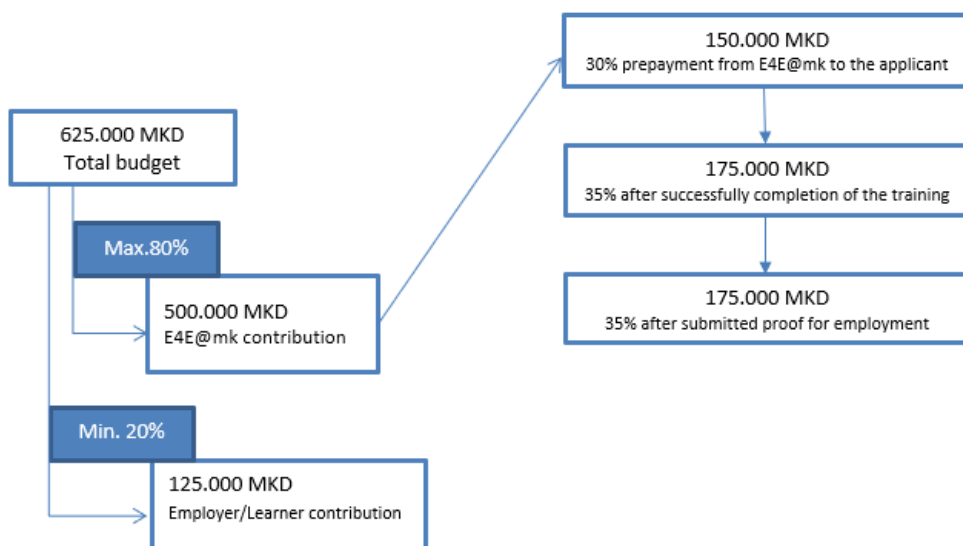 625.000 MKD
Total budget
Max.80%
500.000 MKD
E4E@mk contribution
Min. 20%
125.000 MKD
Employer/Learner contribution
150.000 MKD
30% prepayment from E4E@mk to the applicant
175.000 MKD
35% after successfully completion of the training
175.000 MKD
35% after submitted proof for employment